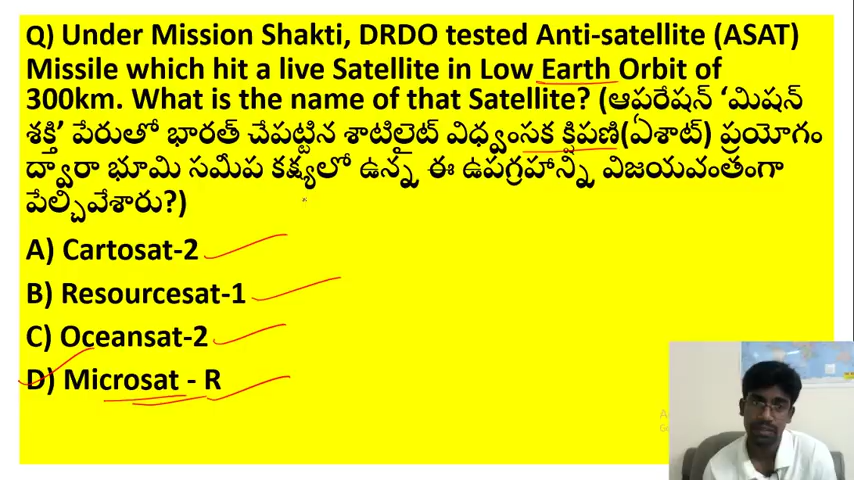 Q) Under Mission Shakti, DRDO tested Anti-satellite (ASAT)
Missile which hit a live Satellite in Low Earth Orbit of
300km. What is the name of that Satellite? (ఆపరేషన్ ‘మిషన్
శక్తి’ పేరుతో భారత్ చేపట్టిన శాటిలైట్ విధ్వంసక క్షిపణి(ఏశాట్) ప్రయోగం
ద్వారా భూమి సమీప కక్ష్యలో ఉన్న ఈ ఉపగ్రహాన్ని విజయవంతంగా
పేల్చివేశారు?)
A) Cartosat-2
B) Resourcesat-1
C) Oceansat-2
D) Microsat - R